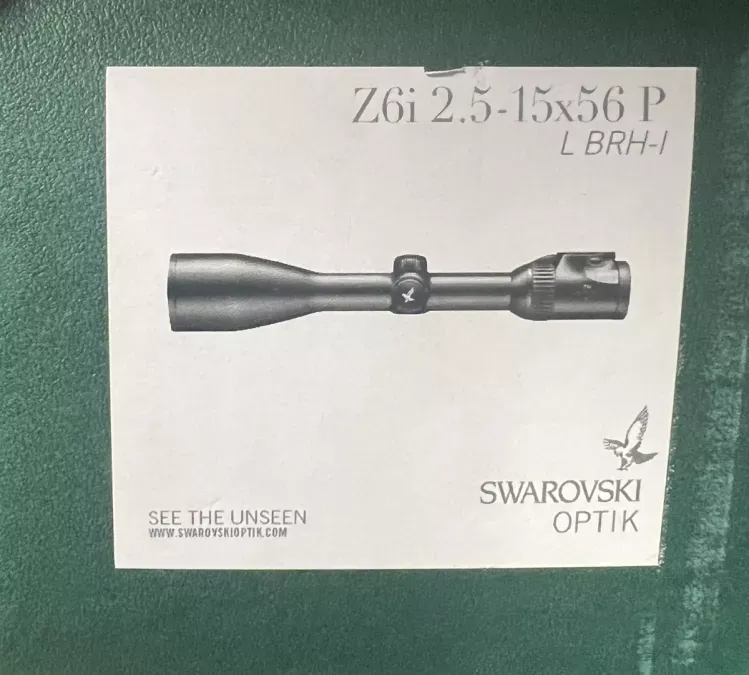 Z6i 2.5-15x56 P
L BRH-I
SWAROVSKI
OPTIK
SEE THE UNSEEN
WWW.SWAROVSKIOPTIK.COM